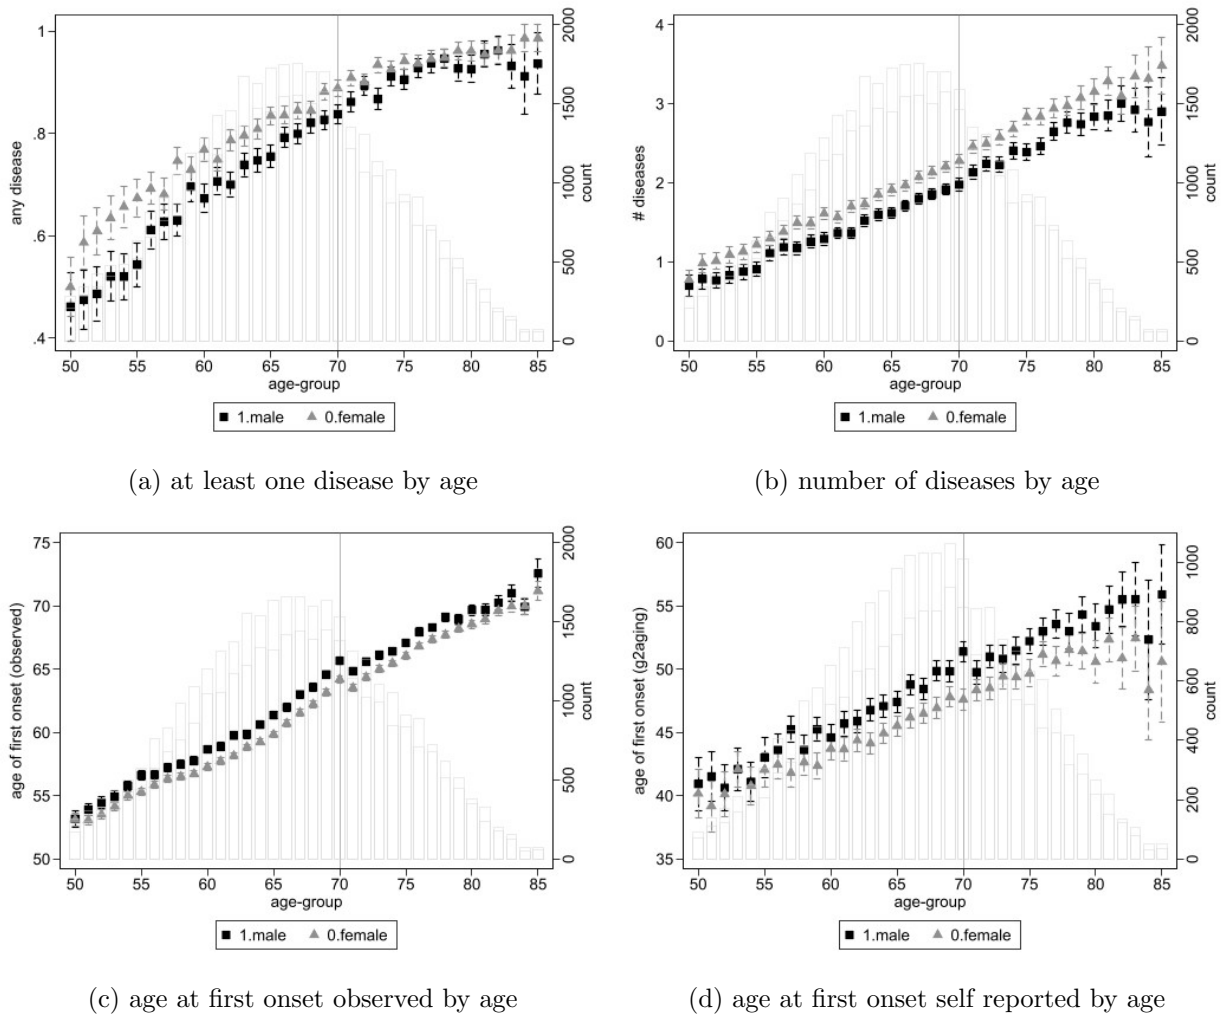 1
.8
.6
.4
any disease
2000
1500
1000
500
0
count
50 55 60 65 70 75 80 85
age-group
1.male 0.female
(a) at least one disease by age
4
3
2
1
0
# diseases
2000
1500
1000
500
0
count
50 55 60 65 70 75 80 85
age-group
1.male 0.female
(b) number of diseases by age
75
70
65
60
55
50
age of first onset (observed)
2000
1500
1000
500
0
count
50 55 60 65 70 75 80 85
age-group
1.male 0.female
(c) age at first onset observed by age
60
55
50
45
40
35
age of first onset (g2aging)
1000
800
600
400
200
0
count
50 55 60 65 70 75 80 85
age-group
1.male 0.female
(d) age at first onset self reported by age